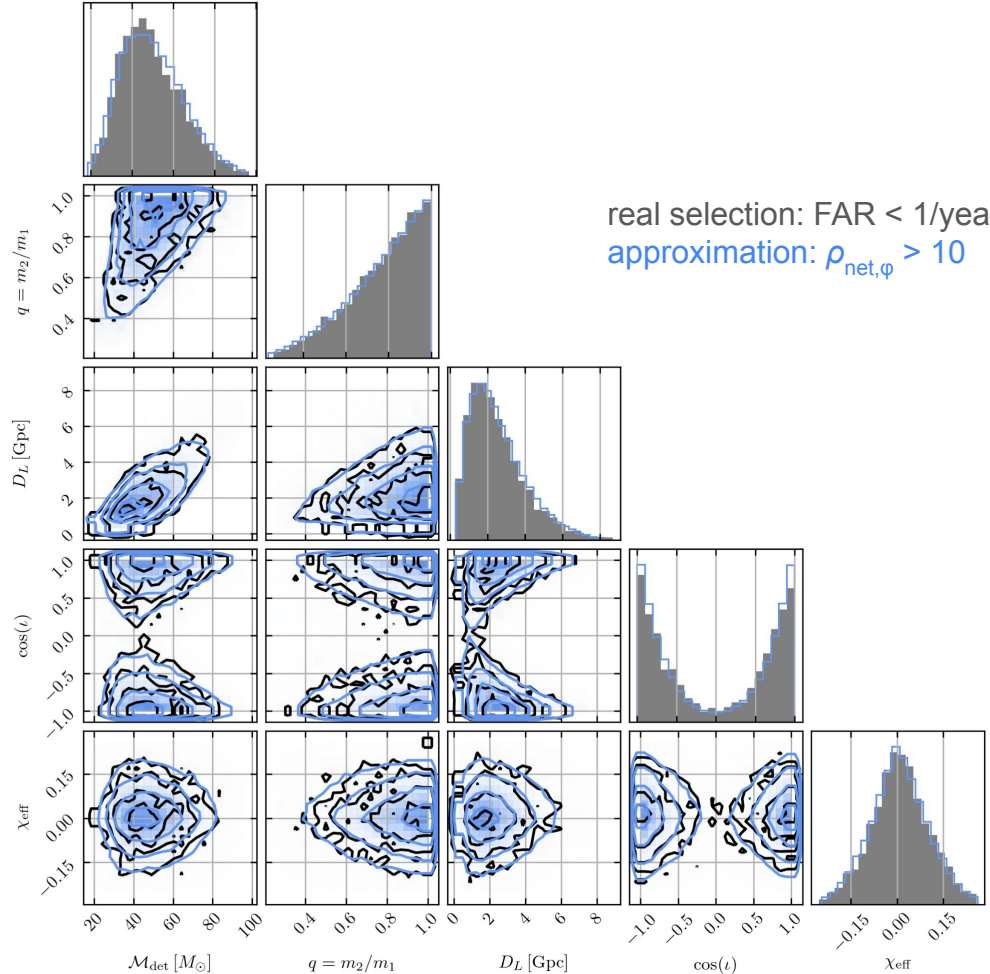 real selection: FAR < 1/yea
approximation: ρnet,φ > 10
1.0
0.8
0.6
0.4
q = m2/m1
8
6
4
2
0
DL [Gpc]
1.0
0.5
0.0
−0.5
−1.0
cos(ι)
0.15
0.00
−0.15
χeff
20 40 60 80 100 0.4 0.6 0.8 1.0 0 2 4 6 8 −1.0 −0.5 0.0 0.5 1.0 −0.15 0.00 0.15
Mdet [M⊙] q = m2/m1 DL [Gpc] cos(ι) χeff